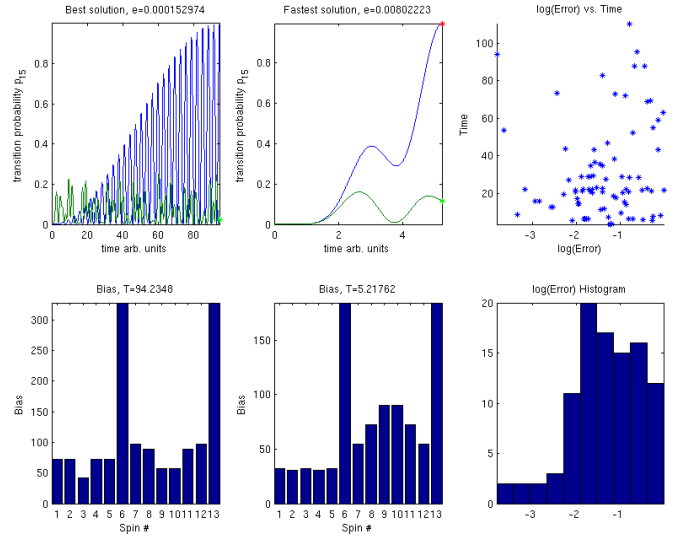 Best solution, e=0.000152974
Fastest solution, e=0.00802223
log(Error) vs. Time
transition probability p15
0.8
0.6
0.4
0.2
0
0 20 40 60 80
time arb. units
transition probability p15
0.8
0.6
0.4
0.2
0
0 2 4
time arb. units
Time
100
80
60
40
20
-3 -2 -1
log(Error)
Bias, T=94.2348
Bias, T=5.21762
log(Error) Histogram
Bias
300
250
200
150
100
50
0
1 2 3 4 5 6 7 8 9 10 11 12 13
Spin #
Bias
150
100
50
0
1 2 3 4 5 6 7 8 9 10 11 12 13
Spin #
20
15
10
5
0
-3 -2 -1